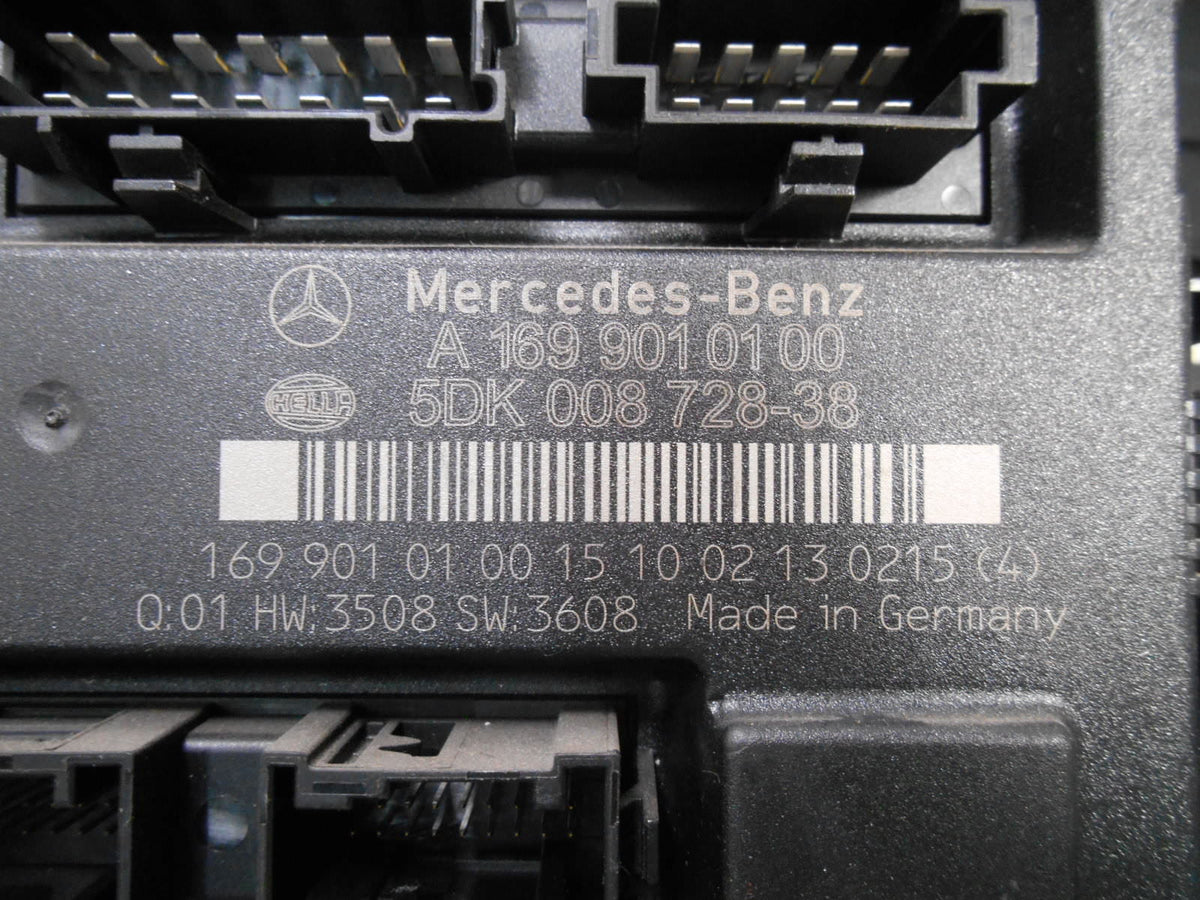 Mercedes-Benz
A 169 901 01 00
HELLA 5DK 008 728-38
169 901 01 00 15 10 02 13 0215 (4)
Q:01 HW:3508 SW:3608 Made in Germany